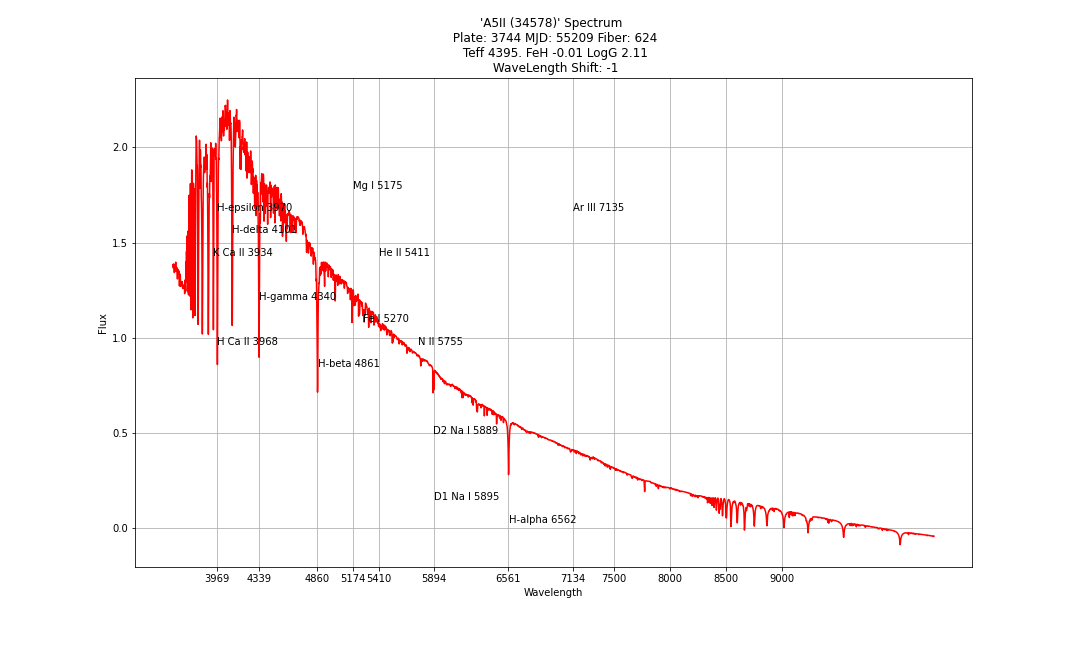 'A5II (34578)' Spectrum
Plate: 3744 MJD: 55209 Fiber: 624
Teff 4395. FeH -0.01 LogG 2.11
WaveLength Shift: -1
2.0
Mg I 5175
H-epsilon 3970
Ar III 7135
H-delta 4102
1.5
K Ca II 3934
He II 5411
H-gamma 4340
Fe I 5270
Flux
1.0
H Ca II 3968
N II 5755
H-beta 4861
0.5
D2 Na I 5889
D1 Na I 5895
H-alpha 6562
0.0
3969 4339 4860 5174 5410 5894 6561 7134 7500 8000 8500 9000
Wavelength